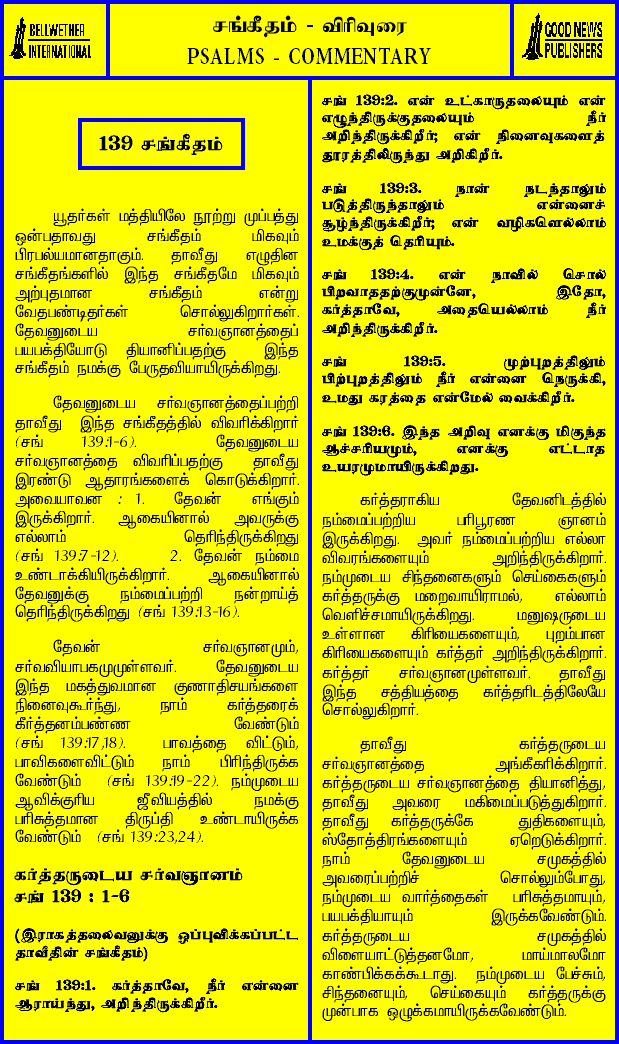 BELLWETHER
INTERNATIONAL
சங்கீதம் - விரிவுரை
PSALMS - COMMENTARY
GOOD NEWS
PUBLISHERS
139 சங்கீதம்
யூதர்கள் மத்தியிலே நூற்று முப்பத்து
ஒன்பதாவது சங்கீதம் மிகவும்
பிரபல்யமானதாகும். தாவீது எழுதின
சங்கீதங்களில் இந்த சங்கீதமே மிகவும்
அற்புதமான சங்கீதம் என்று
வேதபண்டிதர்கள் சொல்லுகிறார்கள்.
தேவனுடைய சர்வஞானத்தைப்
பயபக்தியோடு தியானிப்பதற்கு இந்த
சங்கீதம் நமக்கு பேருதவியாயிருக்கிறது.
தேவனுடைய சர்வஞானத்தைப்பற்றி
தாவீது இந்த சங்கீதத்தில் விவரிக்கிறார்
(சங் 139:1-6). தேவனுடைய
சர்வஞானத்தை விவரிப்பதற்கு தாவீது
இரண்டு ஆதாரங்களைக் கொடுக்கிறார்.
அவையாவன : 1. தேவன் எங்கும்
இருக்கிறார். ஆகையினால் அவருக்கு
எல்லாம் தெரிந்திருக்கிறது
(சங் 139:7-12). 2. தேவன் நம்மை
உண்டாக்கியிருக்கிறார். ஆகையினால்
தேவனுக்கு நம்மைப்பற்றி நன்றாய்த்
தெரிந்திருக்கிறது (சங் 139:13-16).
தேவன் சர்வஞானமும்,
சர்வவியாபகமுமுள்ளவர். தேவனுடைய
இந்த மகத்துவமான குணாதிசயங்களை
நினைவுகூர்ந்து, நாம் கர்த்தரைக்
கீர்த்தனம்பண்ண வேண்டும்
(சங் 139:17,18). பாவத்தை விட்டும்,
பாவிகளைவிட்டும் நாம் பிரிந்திருக்க
வேண்டும் (சங் 139:19-22). நம்முடைய
ஆவிக்குரிய ஜீவியத்தில் நமக்கு
பரிசுத்தமான திருப்தி உண்டாயிருக்க
வேண்டும் (சங் 139:23,24).
கர்த்தருடைய சர்வஞானம்
சங் 139 : 1-6
(இராகத்தலைவனுக்கு ஒப்புவிக்கப்பட்ட
தாவீதின் சங்கீதம்)
சங் 139:1. கர்த்தாவே, நீர் என்னை
ஆராய்ந்து, அறிந்திருக்கிறீர்.
சங் 139:2. என் உட்காருதலையும் என்
எழுந்திருக்குதலையும் நீர்
அறிந்திருக்கிறீர்; என் நினைவுகளைத்
தூரத்திலிருந்து அறிகிறீர்.
சங் 139:3. நான் நடந்தாலும்
படுத்திருந்தாலும் என்னைச்
சூழ்ந்திருக்கிறீர்; என் வழிகளெல்லாம்
உமக்குத் தெரியும்.
சங் 139:4. என் நாவில் சொல்
பிறவாததற்குமுன்னே, இதோ,
கர்த்தாவே, அதையெல்லாம் நீர்
அறிந்திருக்கிறீர்.
சங் 139:5. முற்புறத்திலும்
பிற்புறத்திலும் நீர் என்னை நெருக்கி,
உமது கரத்தை என்மேல் வைக்கிறீர்.
சங் 139:6. இந்த அறிவு எனக்கு மிகுந்த
ஆச்சரியமும், எனக்கு எட்டாத
உயரமுமாயிருக்கிறது.
கர்த்தராகிய தேவனிடத்தில்
நம்மைப்பற்றிய பரிபூரண ஞானம்
இருக்கிறது. அவர் நம்மைப்பற்றிய எல்லா
விவரங்களையும் அறிந்திருக்கிறார்.
நம்முடைய சிந்தனைகளும் செய்கைகளும்
கர்த்தருக்கு மறைவாயிராமல், எல்லாம்
வெளிச்சமாயிருக்கிறது. மனுஷருடைய
உள்ளான கிரியைகளையும், புறம்பான
கிரியைகளையும் கர்த்தர் அறிந்திருக்கிறார்.
கர்த்தர் சர்வஞானமுள்ளவர். தாவீது
இந்த சத்தியத்தை கர்த்தரிடத்திலேயே
சொல்லுகிறார்.
தாவீது கர்த்தருடைய
சர்வஞானத்தை அங்கீகரிக்கிறார்.
கர்த்தருடைய சர்வஞானத்தை தியானித்து,
தாவீது அவரை மகிமைப்படுத்துகிறார்.
தாவீது கர்த்தருக்கே துதிகளையும்,
ஸ்தோத்திரங்களையும் ஏறெடுக்கிறார்.
நாம் தேவனுடைய சமுகத்தில்
அவரைப்பற்றிச் சொல்லும்போது,
நம்முடைய வார்த்தைகள் பரிசுத்தமாயும்,
பயபக்தியாயும் இருக்கவேண்டும்.
கர்த்தருடைய சமுகத்தில்
விளையாட்டுத்தனமோ, மாய்மாலமோ
காண்பிக்கக்கூடாது. நம்முடைய பேச்சும்,
சிந்தனையும், செய்கையும் கர்த்தருக்கு
முன்பாக ஒழுக்கமாயிருக்கவேண்டும்.